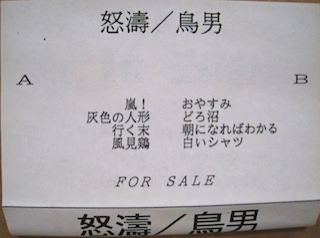 怒濤／鳥男
A
B
嵐！
灰色の人形
行く末
風見鶏
おやすみ
どろ沼
朝になればわかる
白いシャツ
FOR SALE
怒濤／鳥男